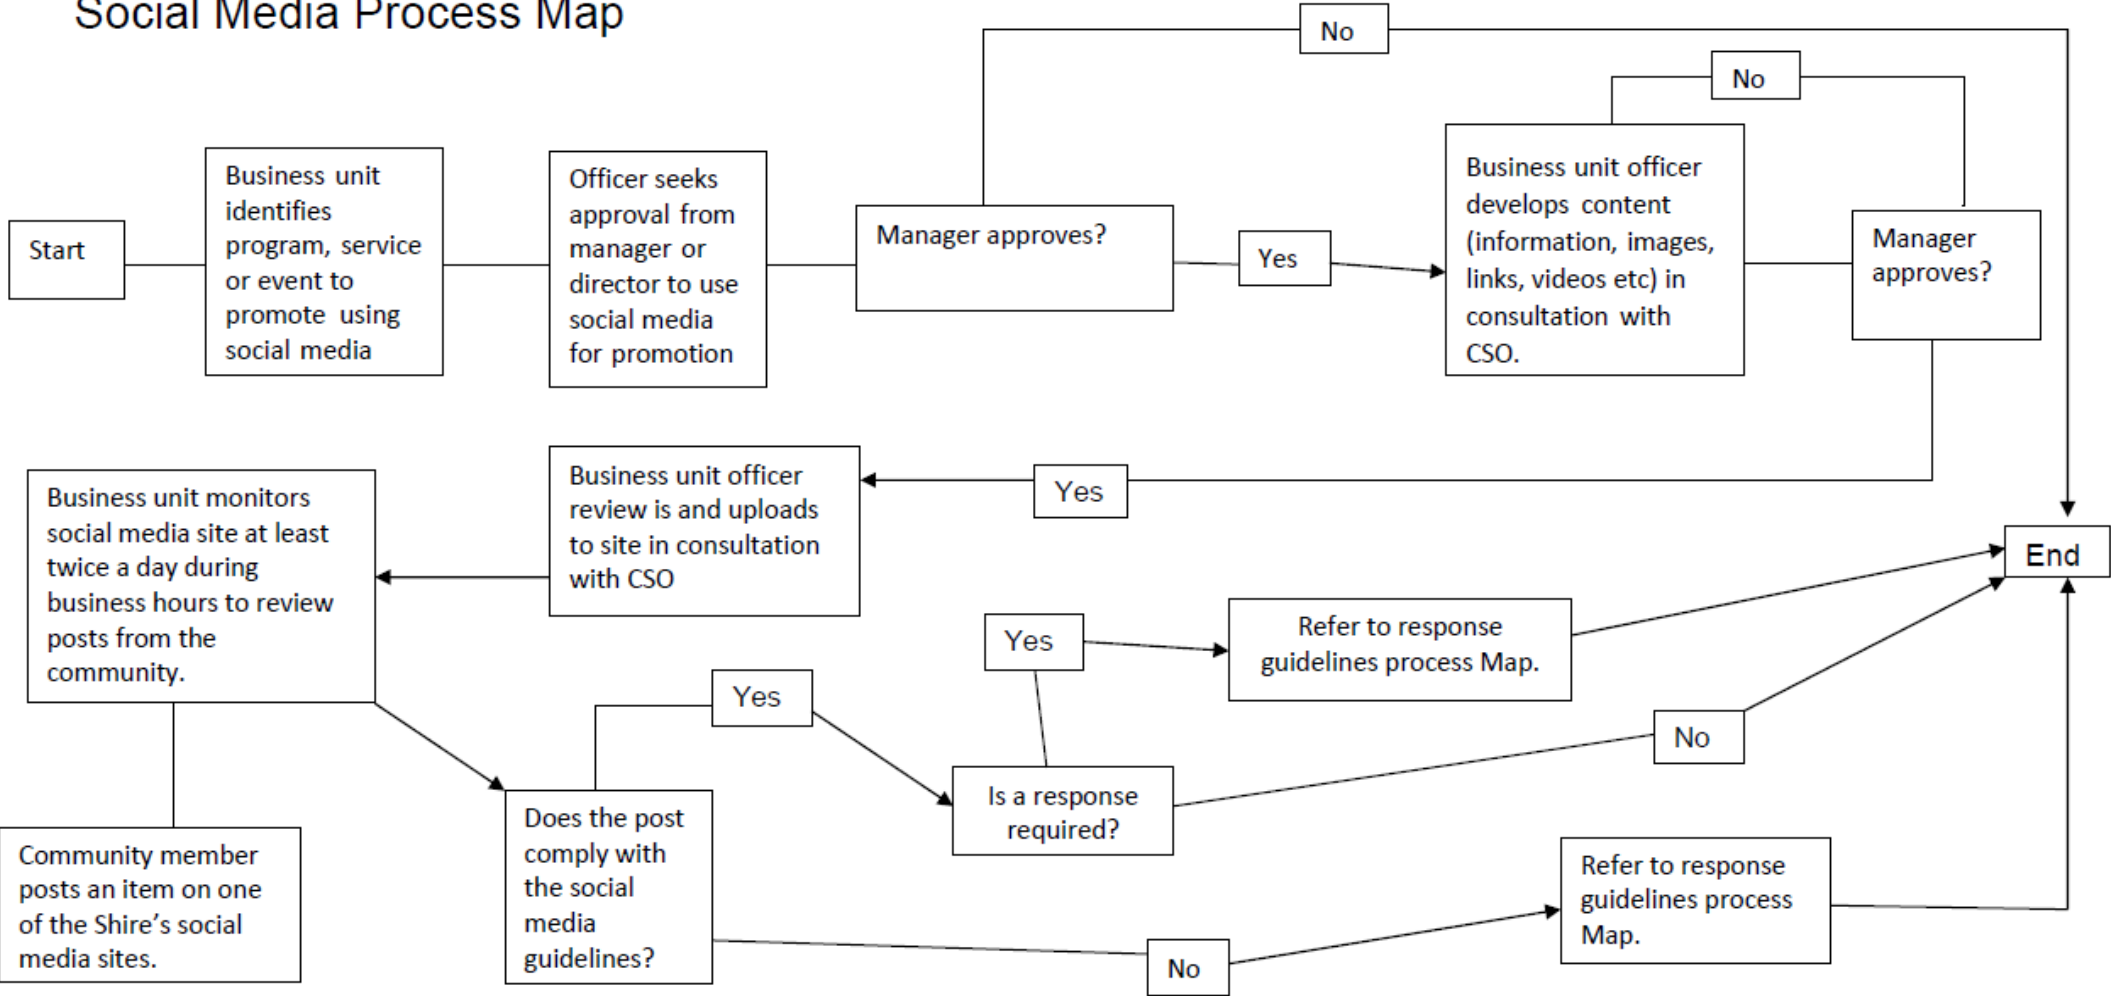 Social Media Process Map
No
No
Start
Business unit
identifies
program, service
or event to
promote using
social media
Officer seeks
approval from
manager or
director to use
social media
for promotion
Manager approves?
Yes
Business unit officer
develops content
(information, images,
links, videos etc) in
consultation with
CSO.
Manager
approves?
Business unit monitors
social media site at least
twice a day during
business hours to review
posts from the
community.
Business unit officer
review is and uploads
to site in consultation
with CSO
Yes
End
Yes
Refer to response
guidelines process Map.
Yes
No
Is a response
required?
Community member
posts an item on one
of the Shire's social
media sites.
Does the post
comply with
the social
media
guidelines?
No
Refer to response
guidelines process
Map.